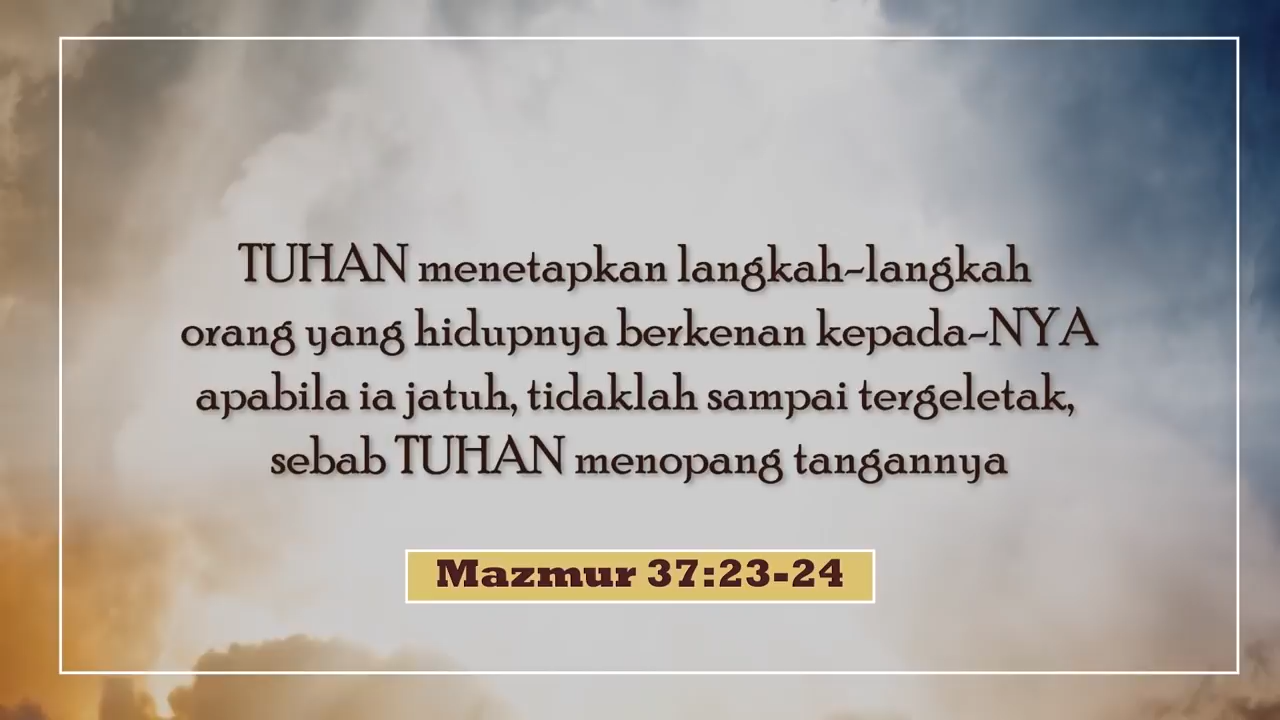 TUHAN menetapkan langkah-langkah
orang yang hidupnya berkenan kepada-NYA
apabila ia jatuh, tidaklah sampai tergeletak,
sebab TUHAN menopang tangannya
Mazmur 37:23-24